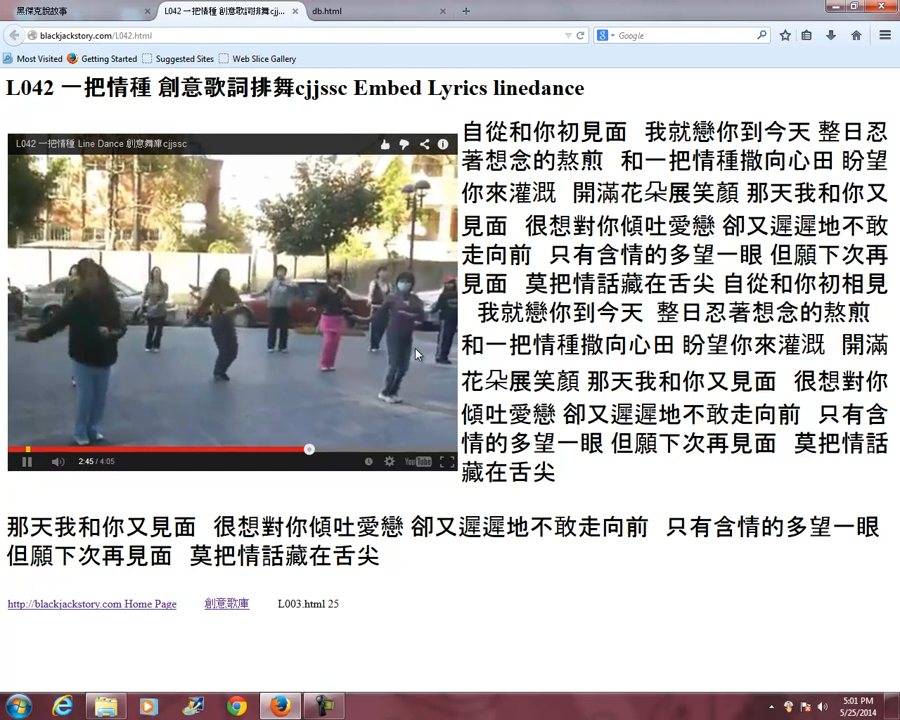 黑傑克說故事
L042 一把情種 創意歌詞排舞cjj...
db.html
blackjackstory.com/L042.html
Google
Most Visited
Getting Started
Suggested Sites
Web Slice Gallery
L042 一把情種 創意歌詞排舞cjjssc Embed Lyrics linedance
L042 一把情種 Line Dance 創意舞庫cjjssc
自從和你初見面 我就戀你到今天 整日忍
著想念的熬煎 和一把情種撒向心田 盼望
你來灌溉 開滿花朵展笑顏 那天我和你又
見面 很想對你傾吐愛戀 卻又遲遲地不敢
走向前 只有含情的多望一眼 但願下次再
見面 莫把情話藏在舌尖 自從和你初相見
我就戀你到今天 整日忍著想念的熬煎
和一把情種撒向心田 盼望你來灌溉 開滿
花朵展笑顏 那天我和你又見面 很想對你
傾吐愛戀 卻又遲遲地不敢走向前 只有含
情的多望一眼 但願下次再見面 莫把情話
藏在舌尖
2:45 / 4:05
YouTube
那天我和你又見面 很想對你傾吐愛戀 卻又遲遲地不敢走向前 只有含情的多望一眼
但願下次再見面 莫把情話藏在舌尖
http://blackjackstory.com Home Page 創意歌庫 L003.html 25
5:01 PM
5/25/2014